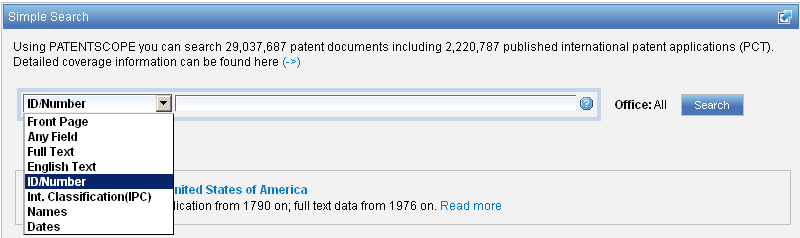 Simple Search
Using PATENTSCOPE you can search 29,037,687 patent documents including 2,220,787 published international patent applications (PCT).
Detailed coverage information can be found here (->)
ID/Number
Office: All
Search
Front Page
Any Field
Full Text
English Text
ID/Number
Int. Classification(IPC)
Names
Dates
United States of America
from 1790 on; full text data from 1976 on. Read more